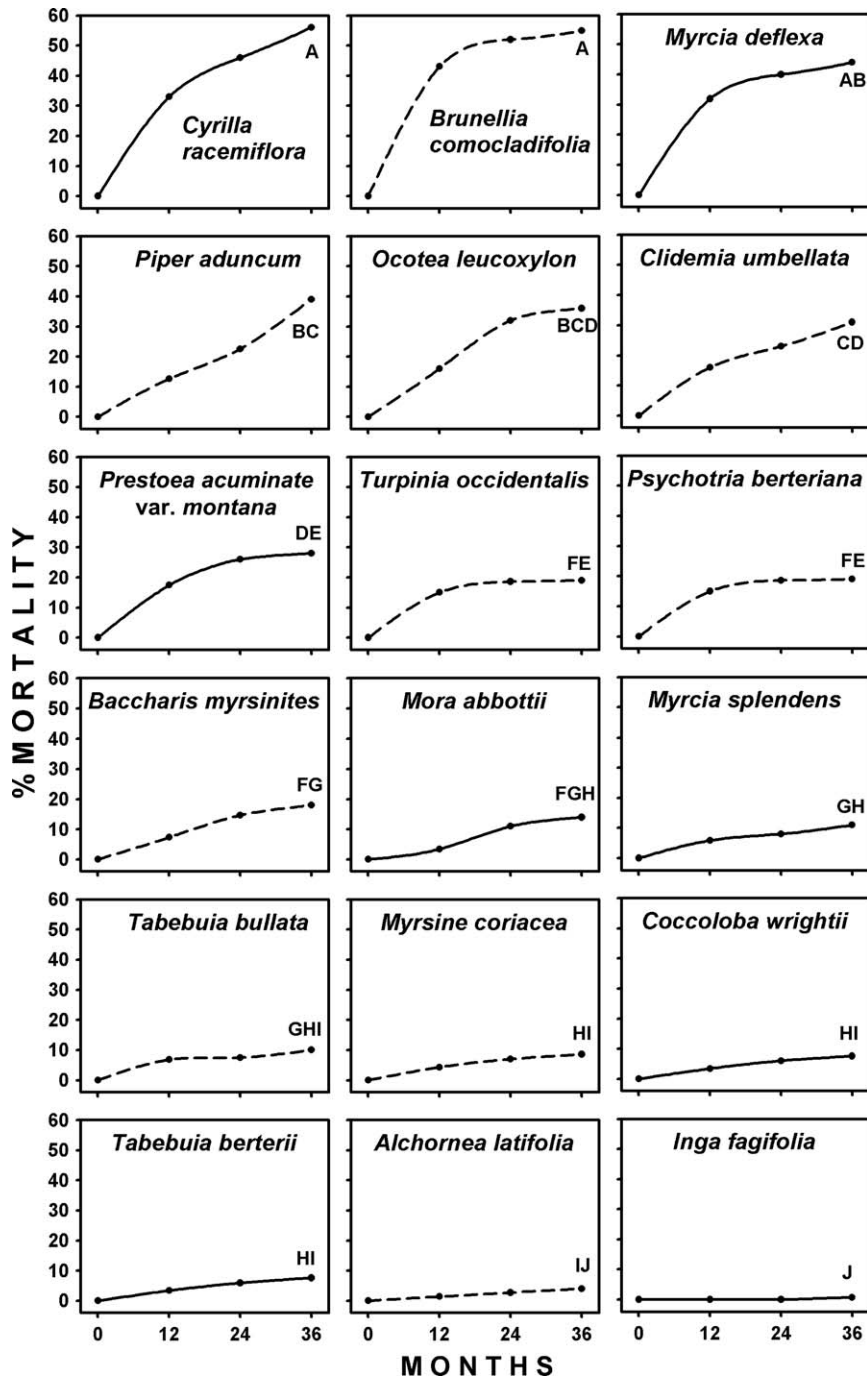 60
50
40
30
20
10
0
A
Cyrilla
racemiflora
A
Brunellia
comocladifolia
Myrcia deflexa
AB
60
50
40
30
20
10
0
Piper aduncum
BC
Ocotea leucoxylon
BCD
Clidemia umbellata
CD
60
50
40
30
20
10
0
Prestoea acuminate
var. montana
DE
Turpinia occidentalis
FE
Psychotria berteriana
FE
%MORTALITY
60
50
40
30
20
10
0
Baccharis myrsinites
FG
Mora abbottii
FGH
Myrcia splendens
GH
60
50
40
30
20
10
0
Tabebuia bullata
GHI
Myrsine coriacea
HI
Coccoloba wrightii
HI
60
50
40
30
20
10
0
Tabebuia berterii
HI
Alchornea latifolia
IJ
Inga fagifolia
J
0 12 24 36
0 12 24 36
0 12 24 36
MONTHS